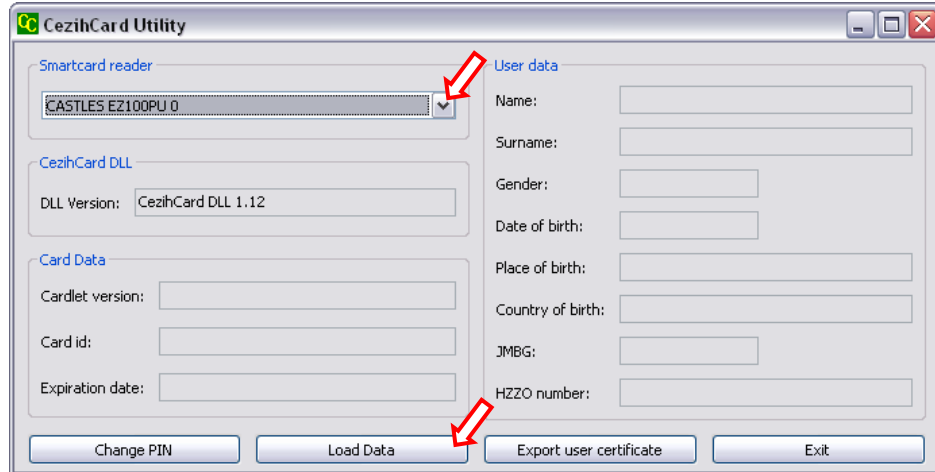 CC CezihCard Utility
Smartcard reader
CASTLES EZ100PU 0
CezihCard DLL
DLL Version: CezihCard DLL 1.12
Card Data
Cardlet version:
Card id:
Expiration date:
User data
Name:
Surname:
Gender:
Date of birth:
Place of birth:
Country of birth:
JMBG:
HZZO number:
Change PIN
Load Data
Export user certificate
Exit